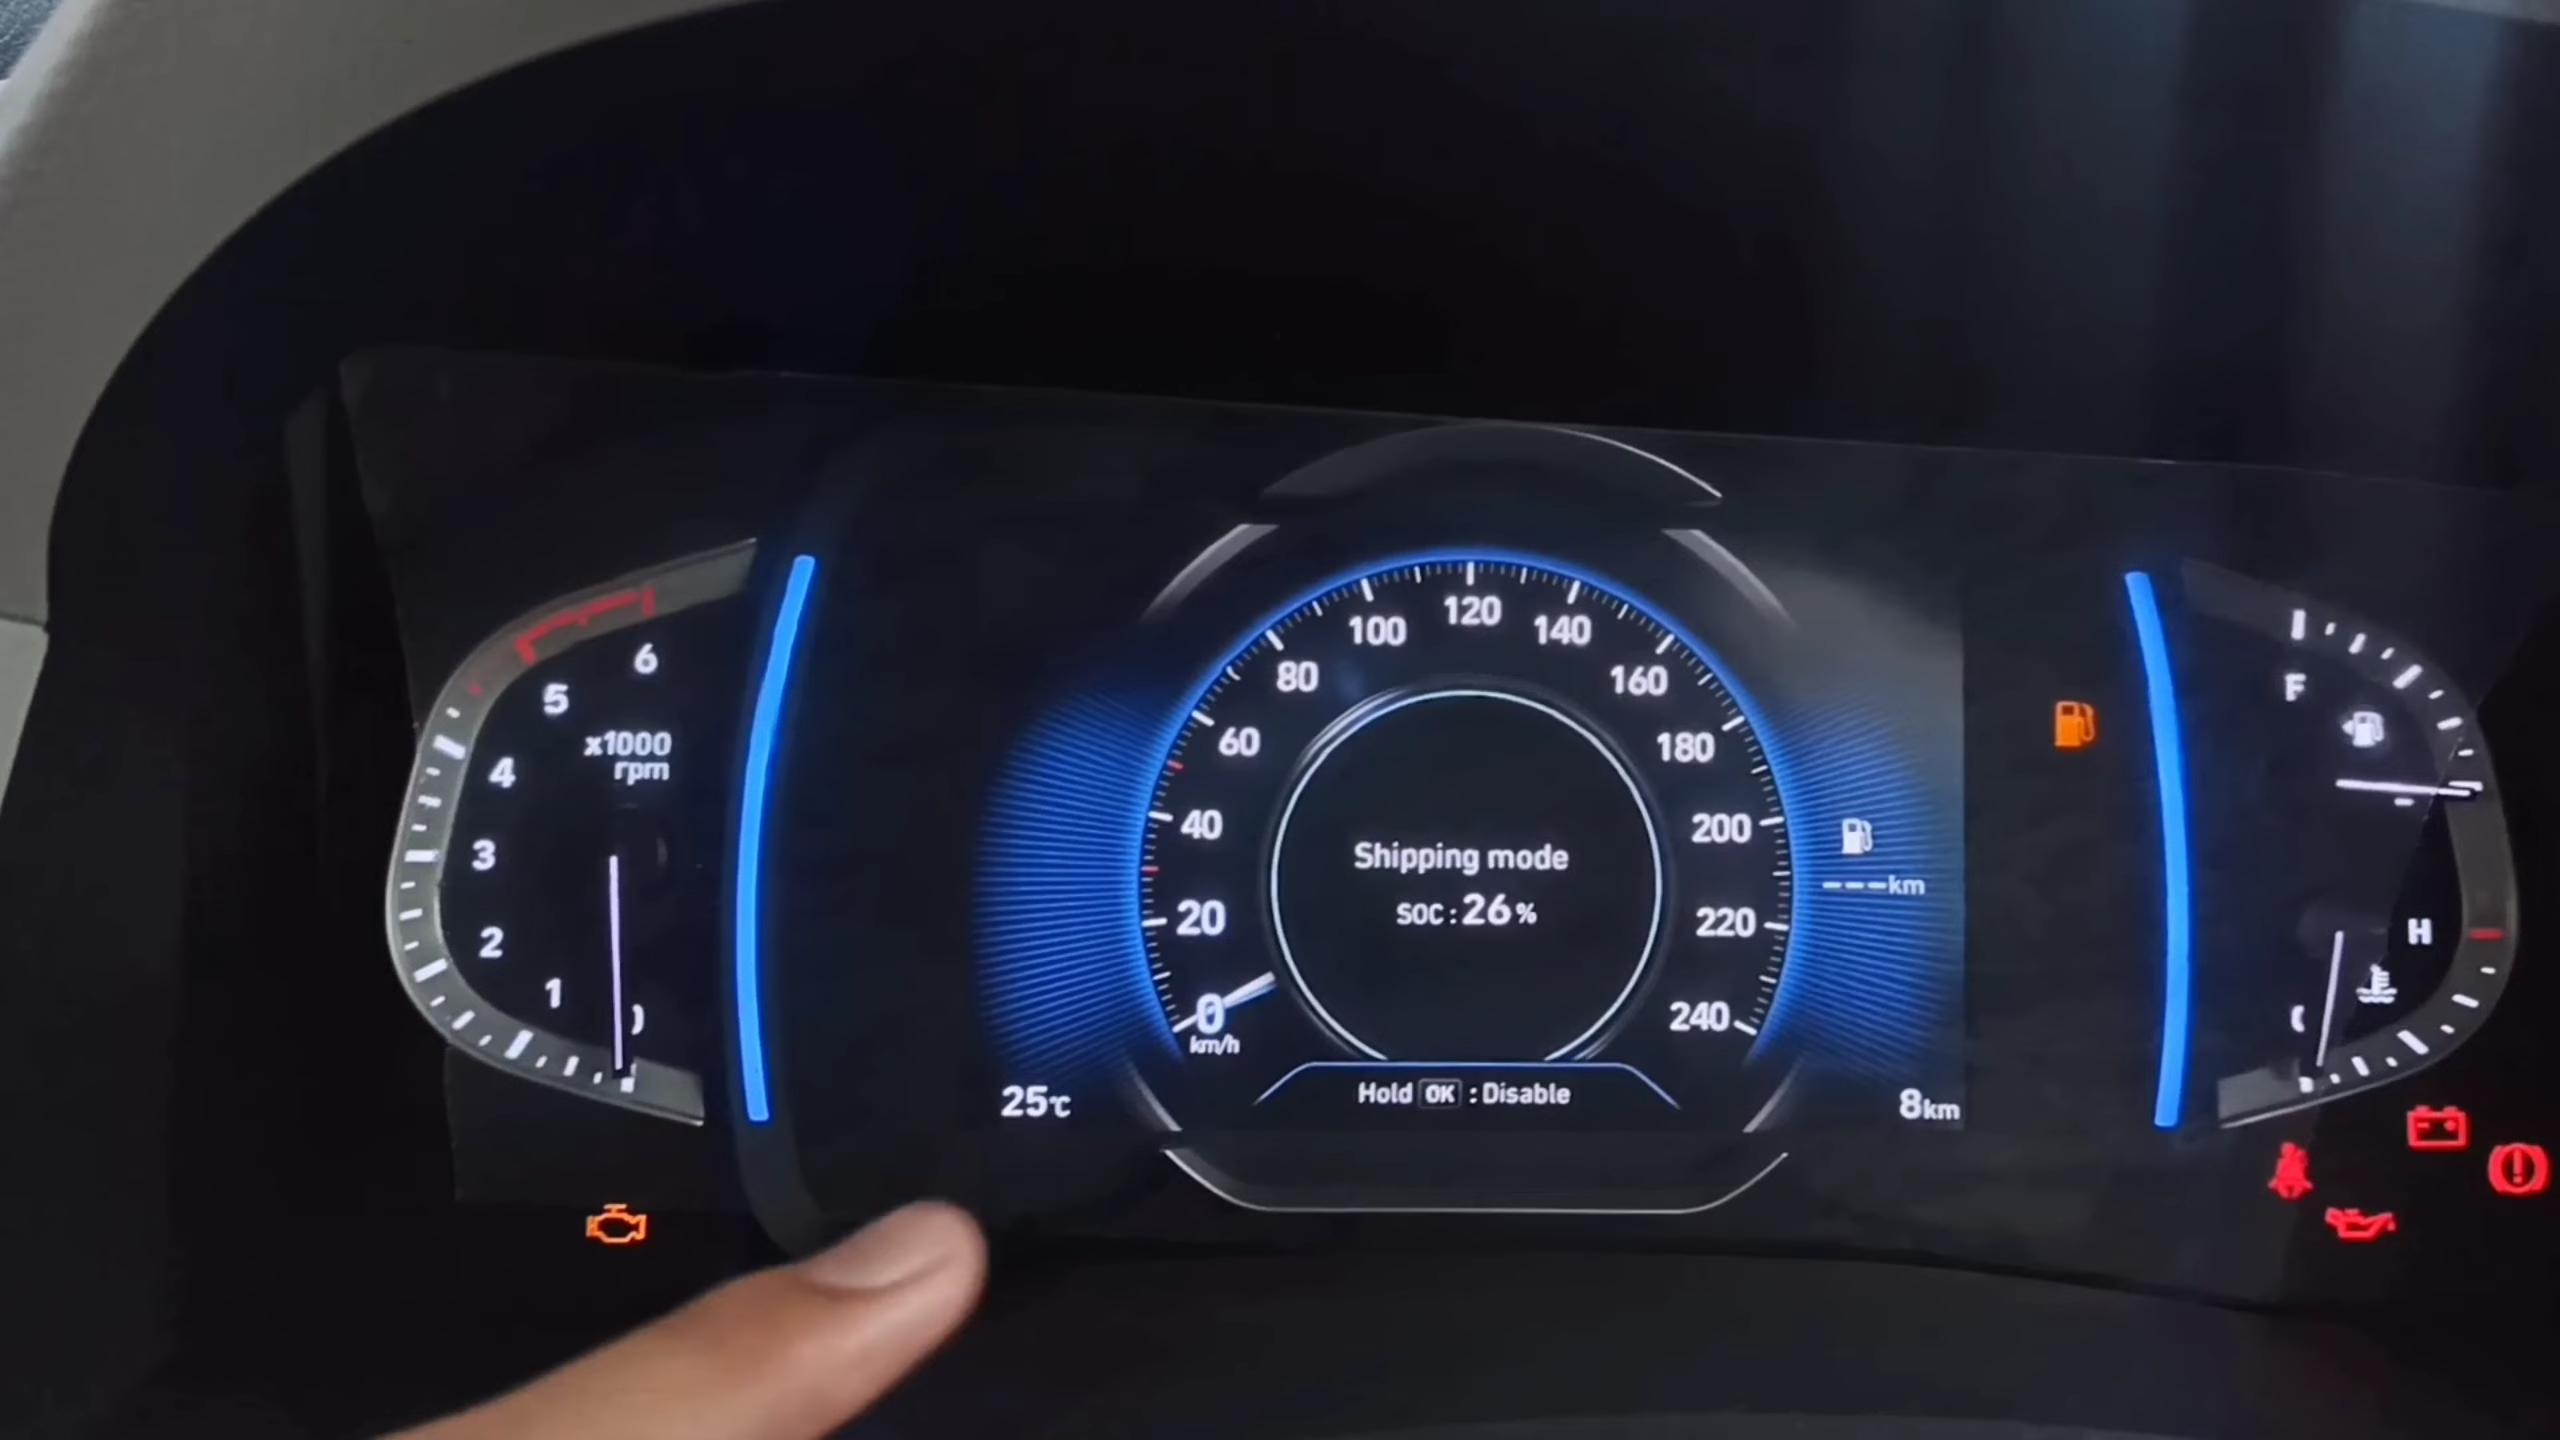 6
5
x1000
rpm
4
3
2
1
120
100
140
80
160
60
180
40
200
20
220
0
240
km/h
Shipping mode
SOC : 26 %
Hold OK : Disable
---km
25℃
8km
F
H